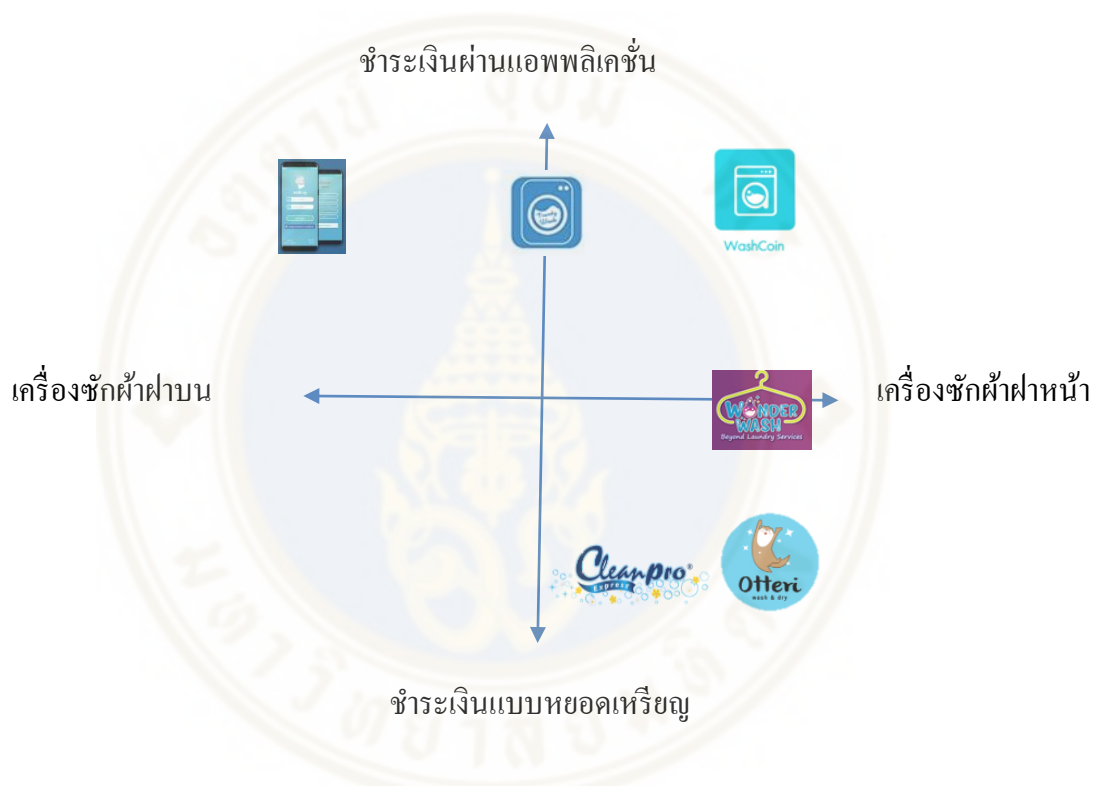 ชำระเงินผ่านแอพพลิเคชั่น
Trendy
Wash
WashCoin
เครื่องซักผ้าฝาบน
เครื่องซักผ้าฝาหน้า
WONDER
WASH
Beyond Laundry Services
Cleanpro®
Express
Otteri
wash & dry
ชำระเงินแบบหยอดเหรียญ